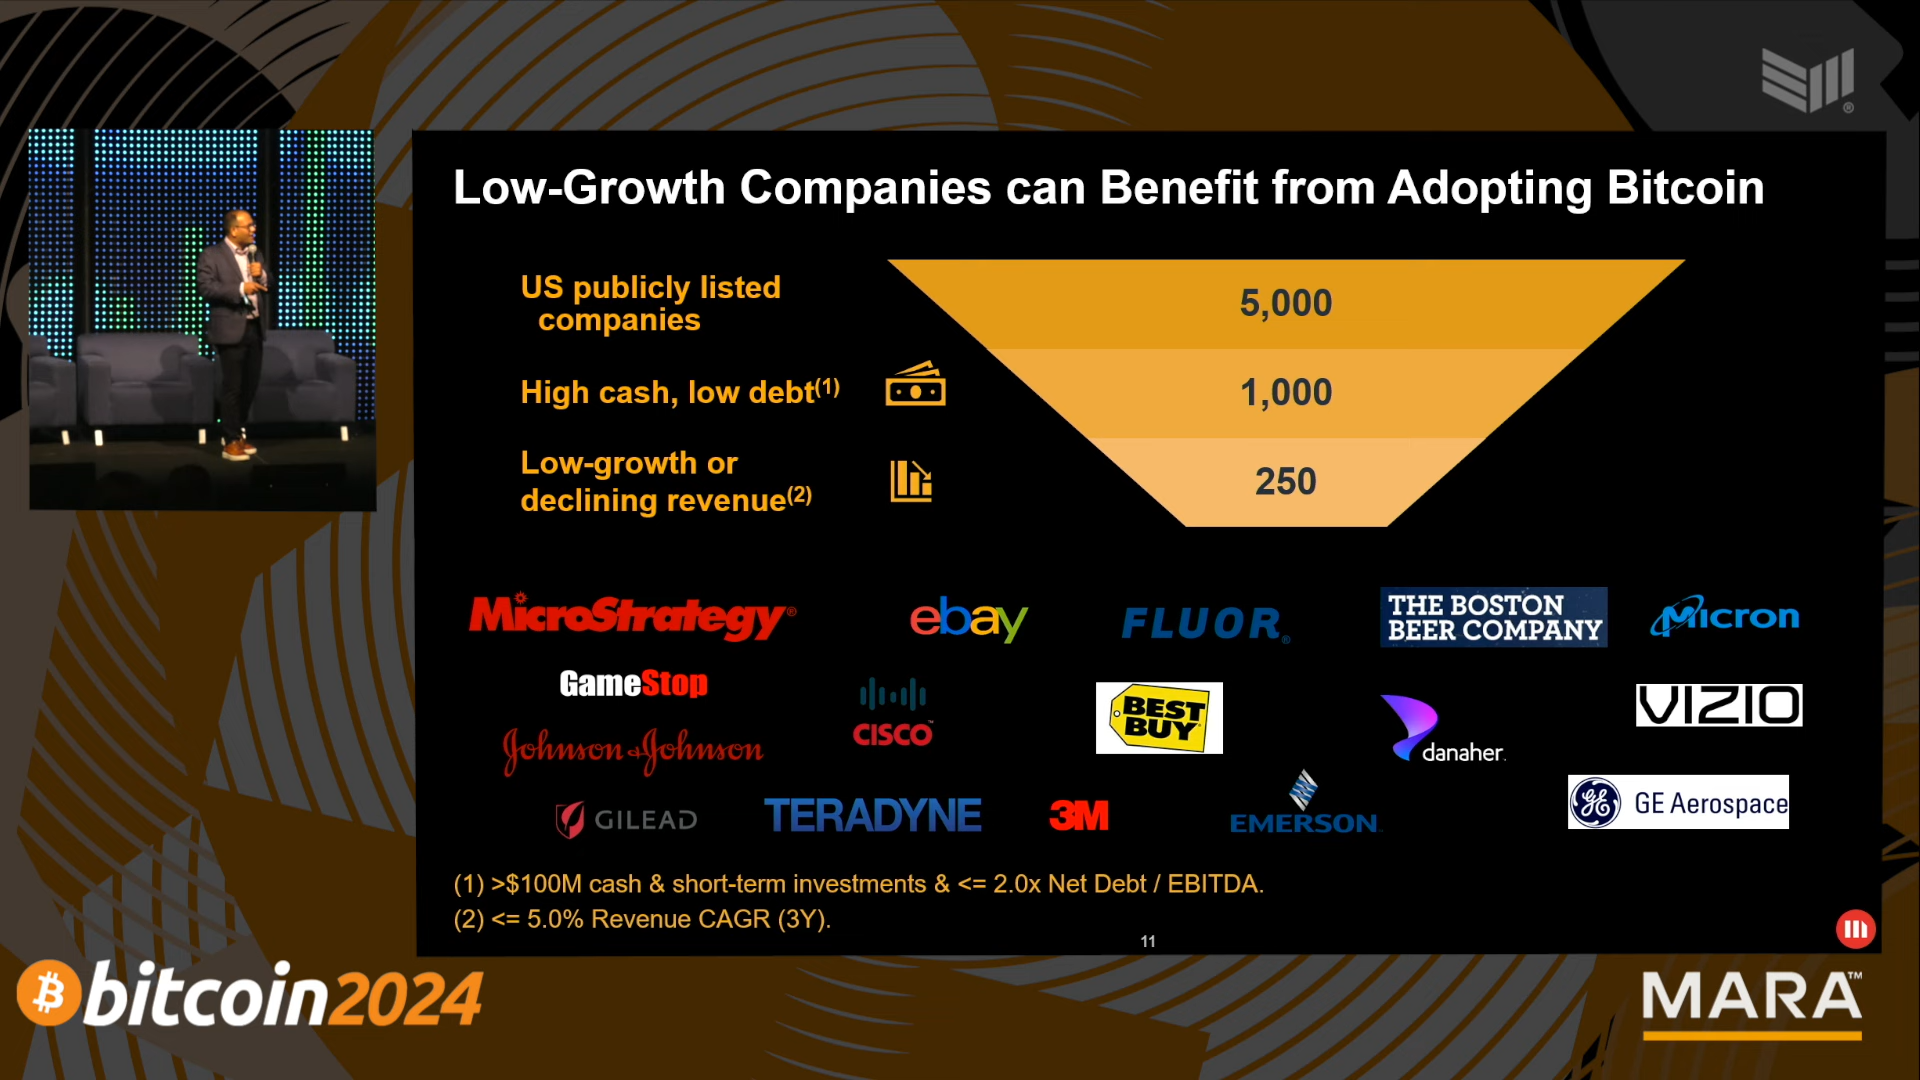 Low-Growth Companies can Benefit from Adopting Bitcoin
US publicly listed
companies
5,000
High cash, low debt(1)
1,000
Low-growth or
declining revenue(2)
250
MicroStrategy®
ebay
FLUOR®
THE BOSTON
BEER COMPANY
Micron
GameStop
CISCO™
BEST
BUY
danaher.
VIZIO
Johnson & Johnson
GILEAD
TERADYNE
3M
EMERSON
GE
GE Aerospace
(1) >$100M cash & short-term investments & <= 2.0x Net Debt / EBITDA.
(2) <= 5.0% Revenue CAGR (3Y).
11
bitcoin2024
MARA™